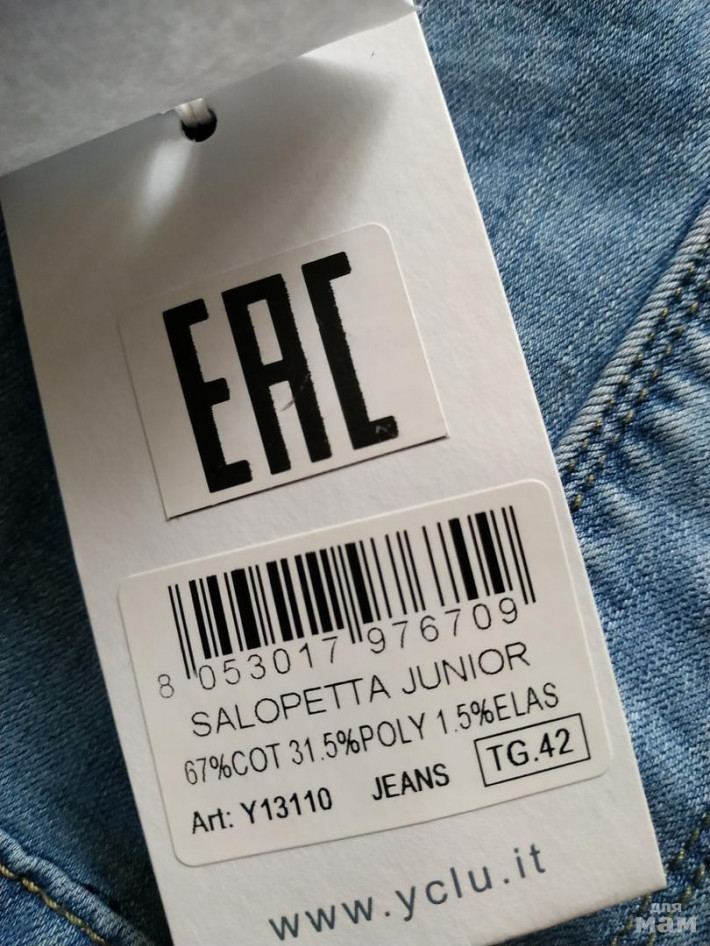 EAC
8 053017 976709
SALOPETTA JUNIOR
67%COT 31.5%POLY 1.5%ELAS
Art: Y13110 JEANS TG.42
www.yclu.it
для
мам